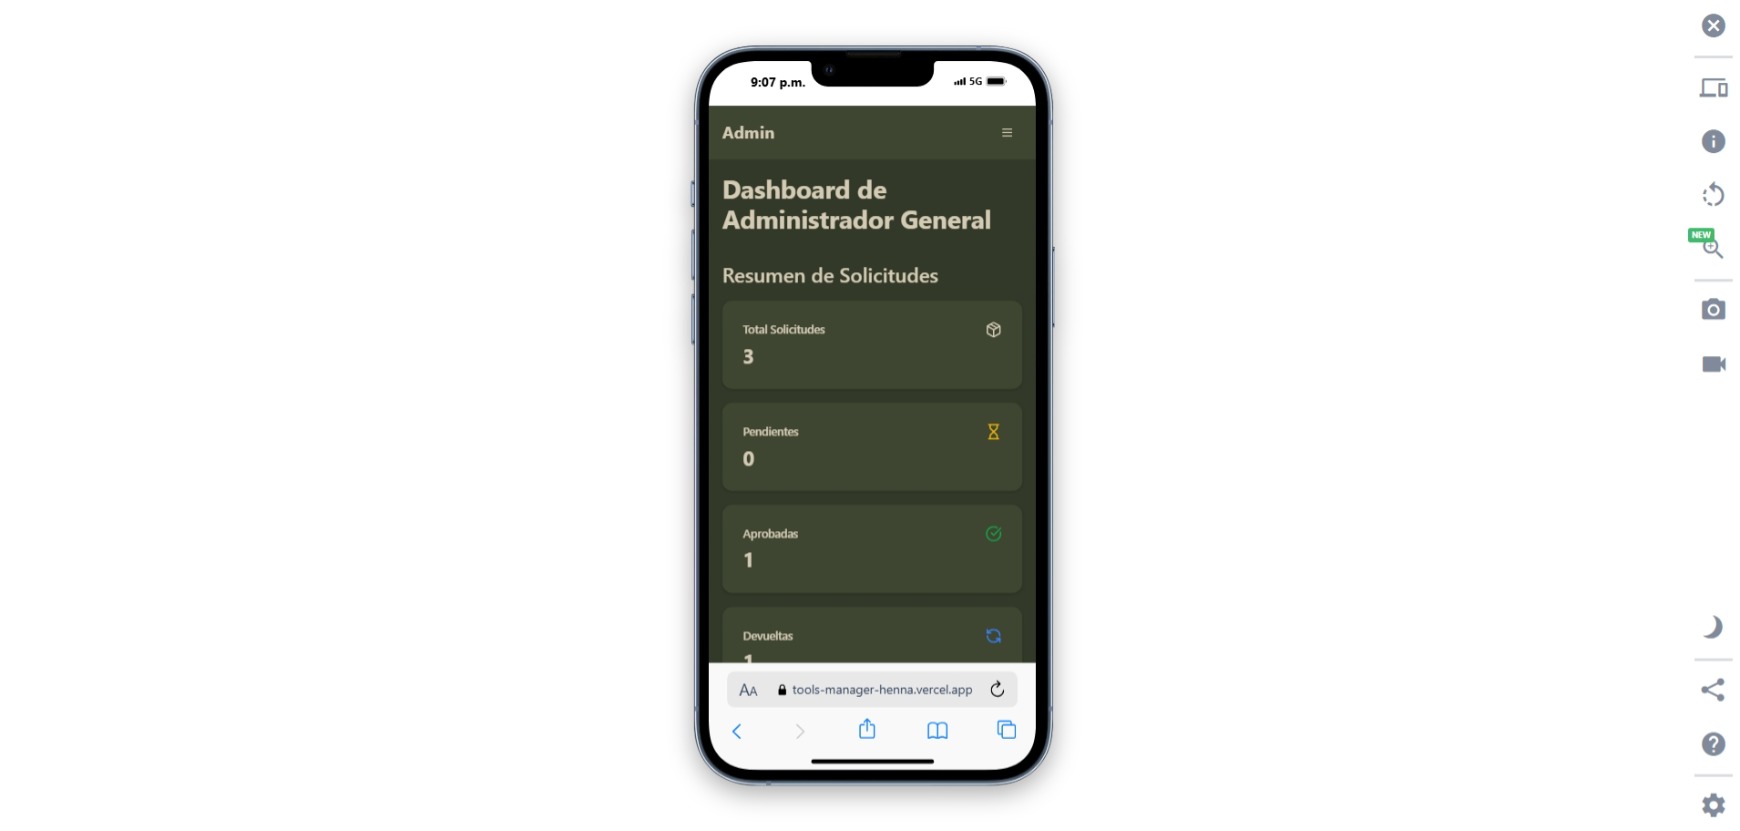 9:07 p.m.
5G
Admin
Dashboard de
Administrador General
Resumen de Solicitudes
Total Solicitudes
3
Pendientes
0
Aprobadas
1
Devueltas
1
AA
tools-manager-henna.vercel.app
NEW